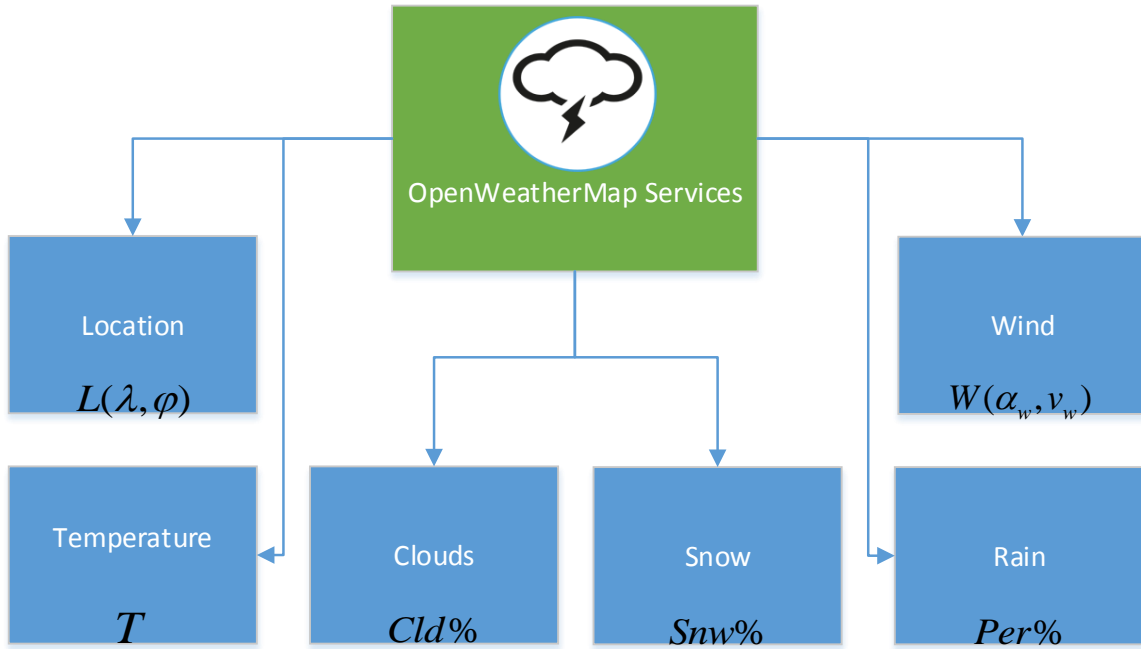 OpenWeatherMap Services
Location
L(λ,φ)
Wind
W(α_w,v_w)
Temperature
T
Clouds
Cld%
Snow
Snw%
Rain
Per%